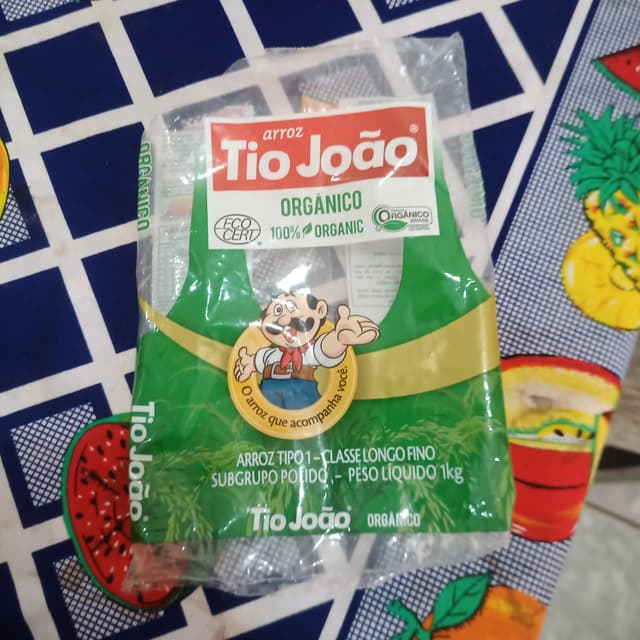 arroz
Tio João®
ORGÂNICO
100% ORGANIC
ECO
CERT
ORGÂNICO
BRASIL
ORGÂNICO
O arroz que acompanha você.
ARROZ TIPO 1 - CLASSE LONGO FINO
SUBGRUPO POLIDO - PESO LÍQUIDO 1kg
Tio João
Tio João ORGÂNICO